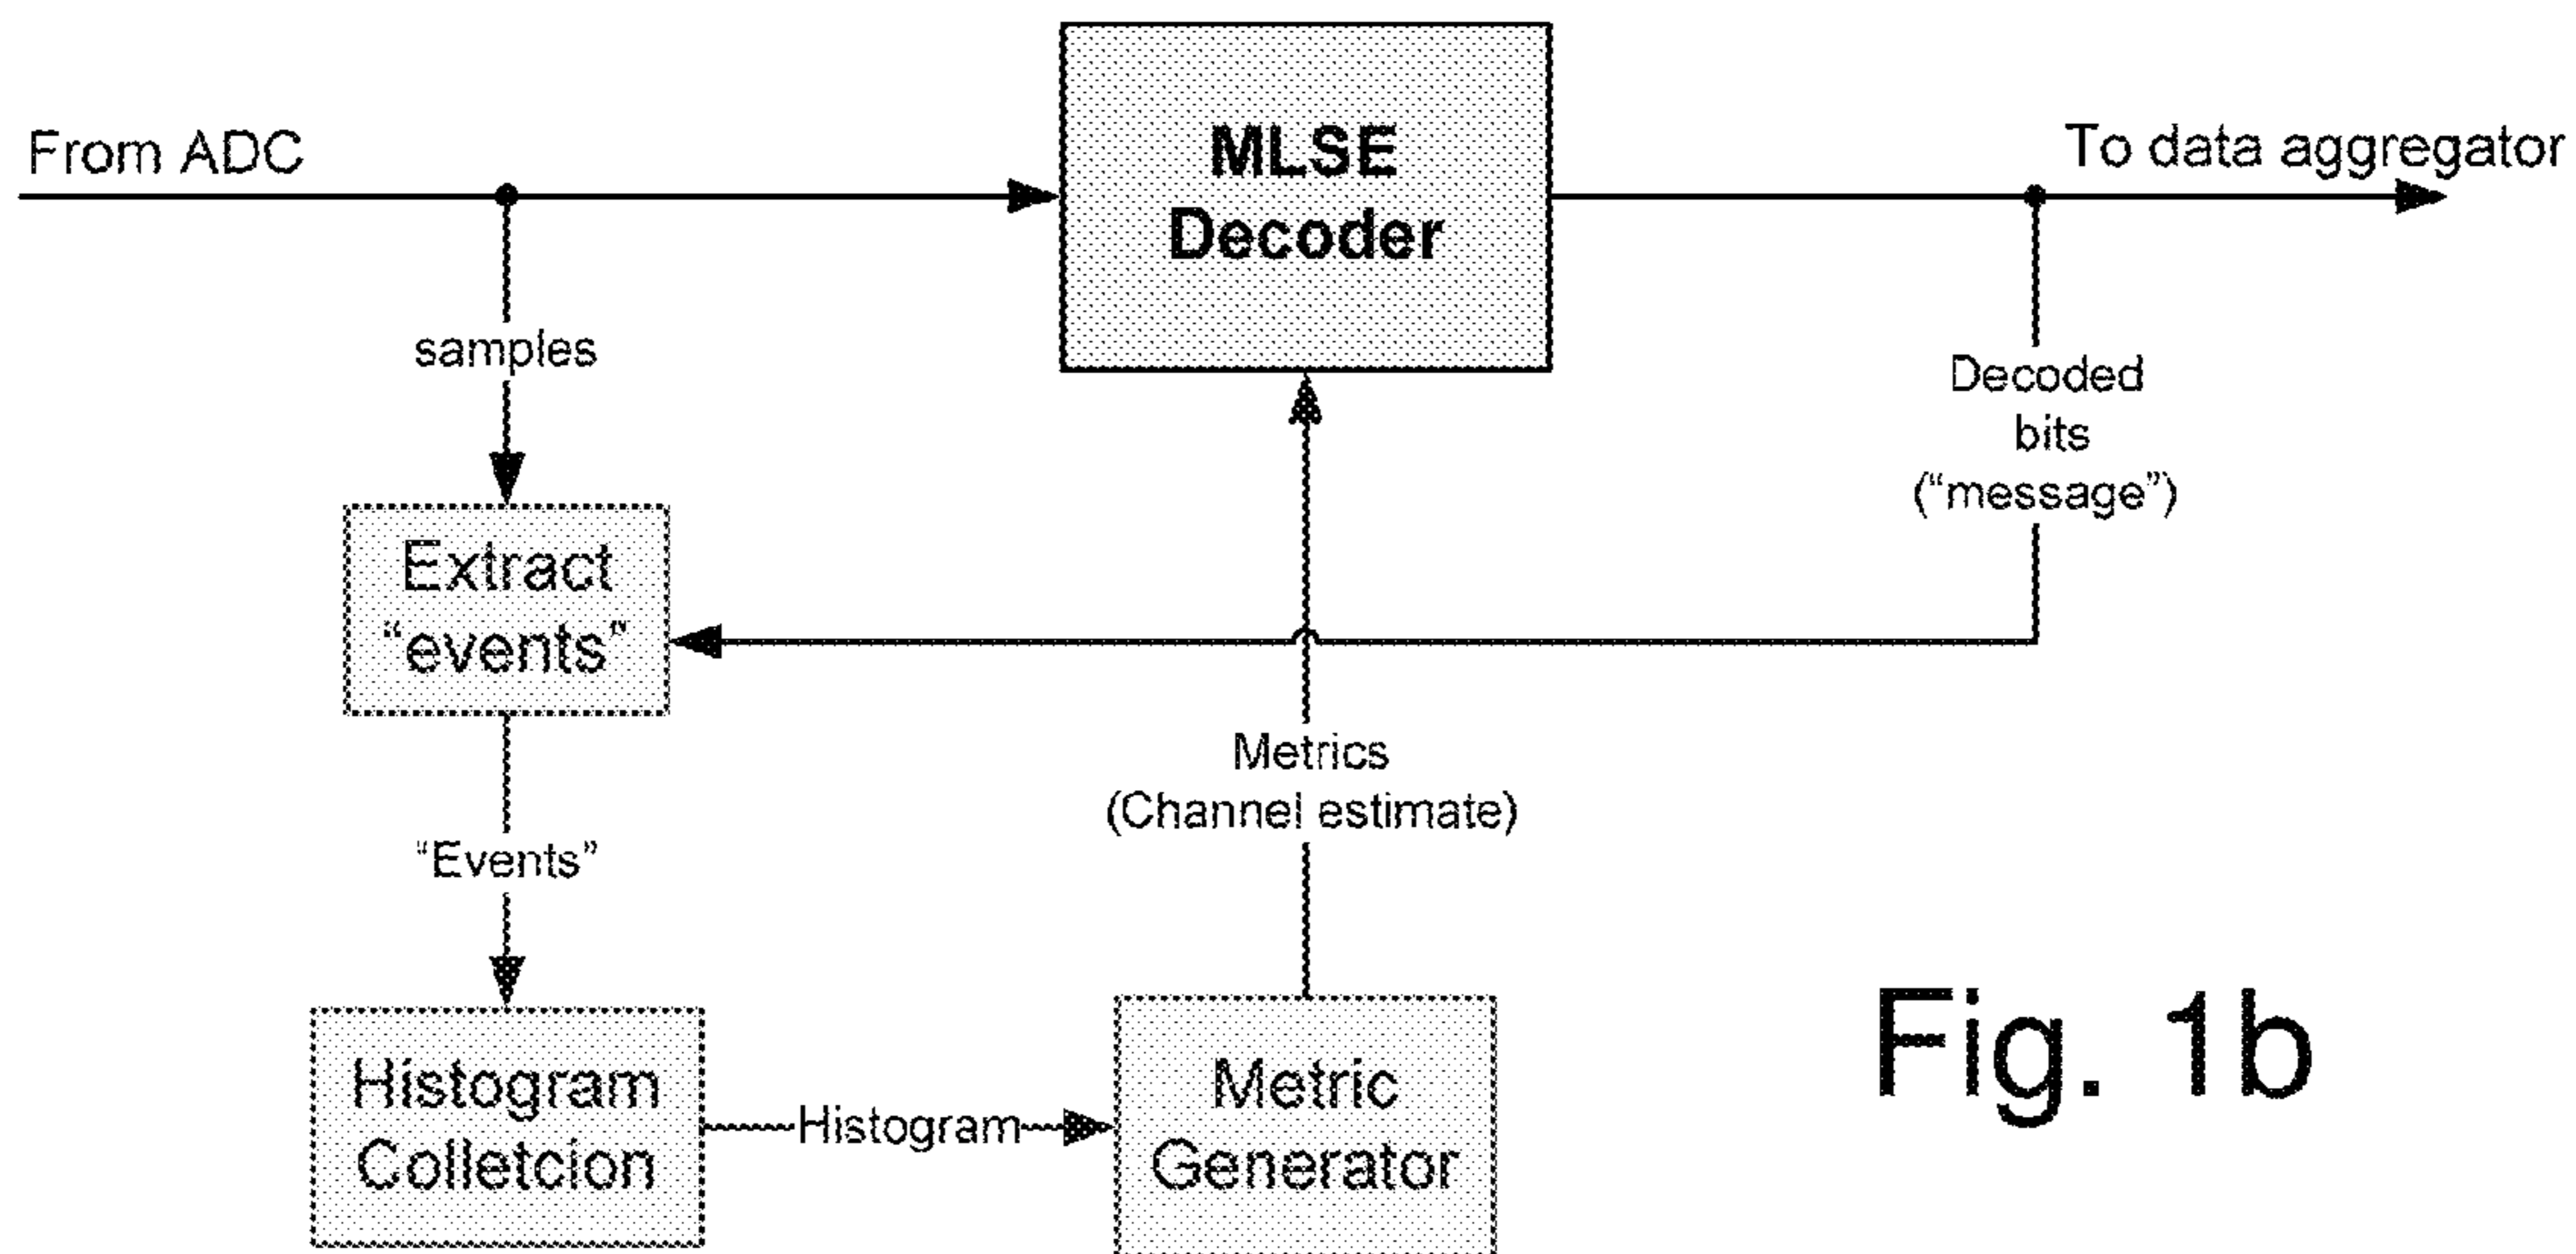 From ADC
MLSE
Decoder
To data aggregator
samples
Decoded
bits
(“message”)
Extract
“events”
Metrics
(Channel estimate)
“Events”
Histogram
Colletcion
Histogram
Metric
Generator
Fig. 1b